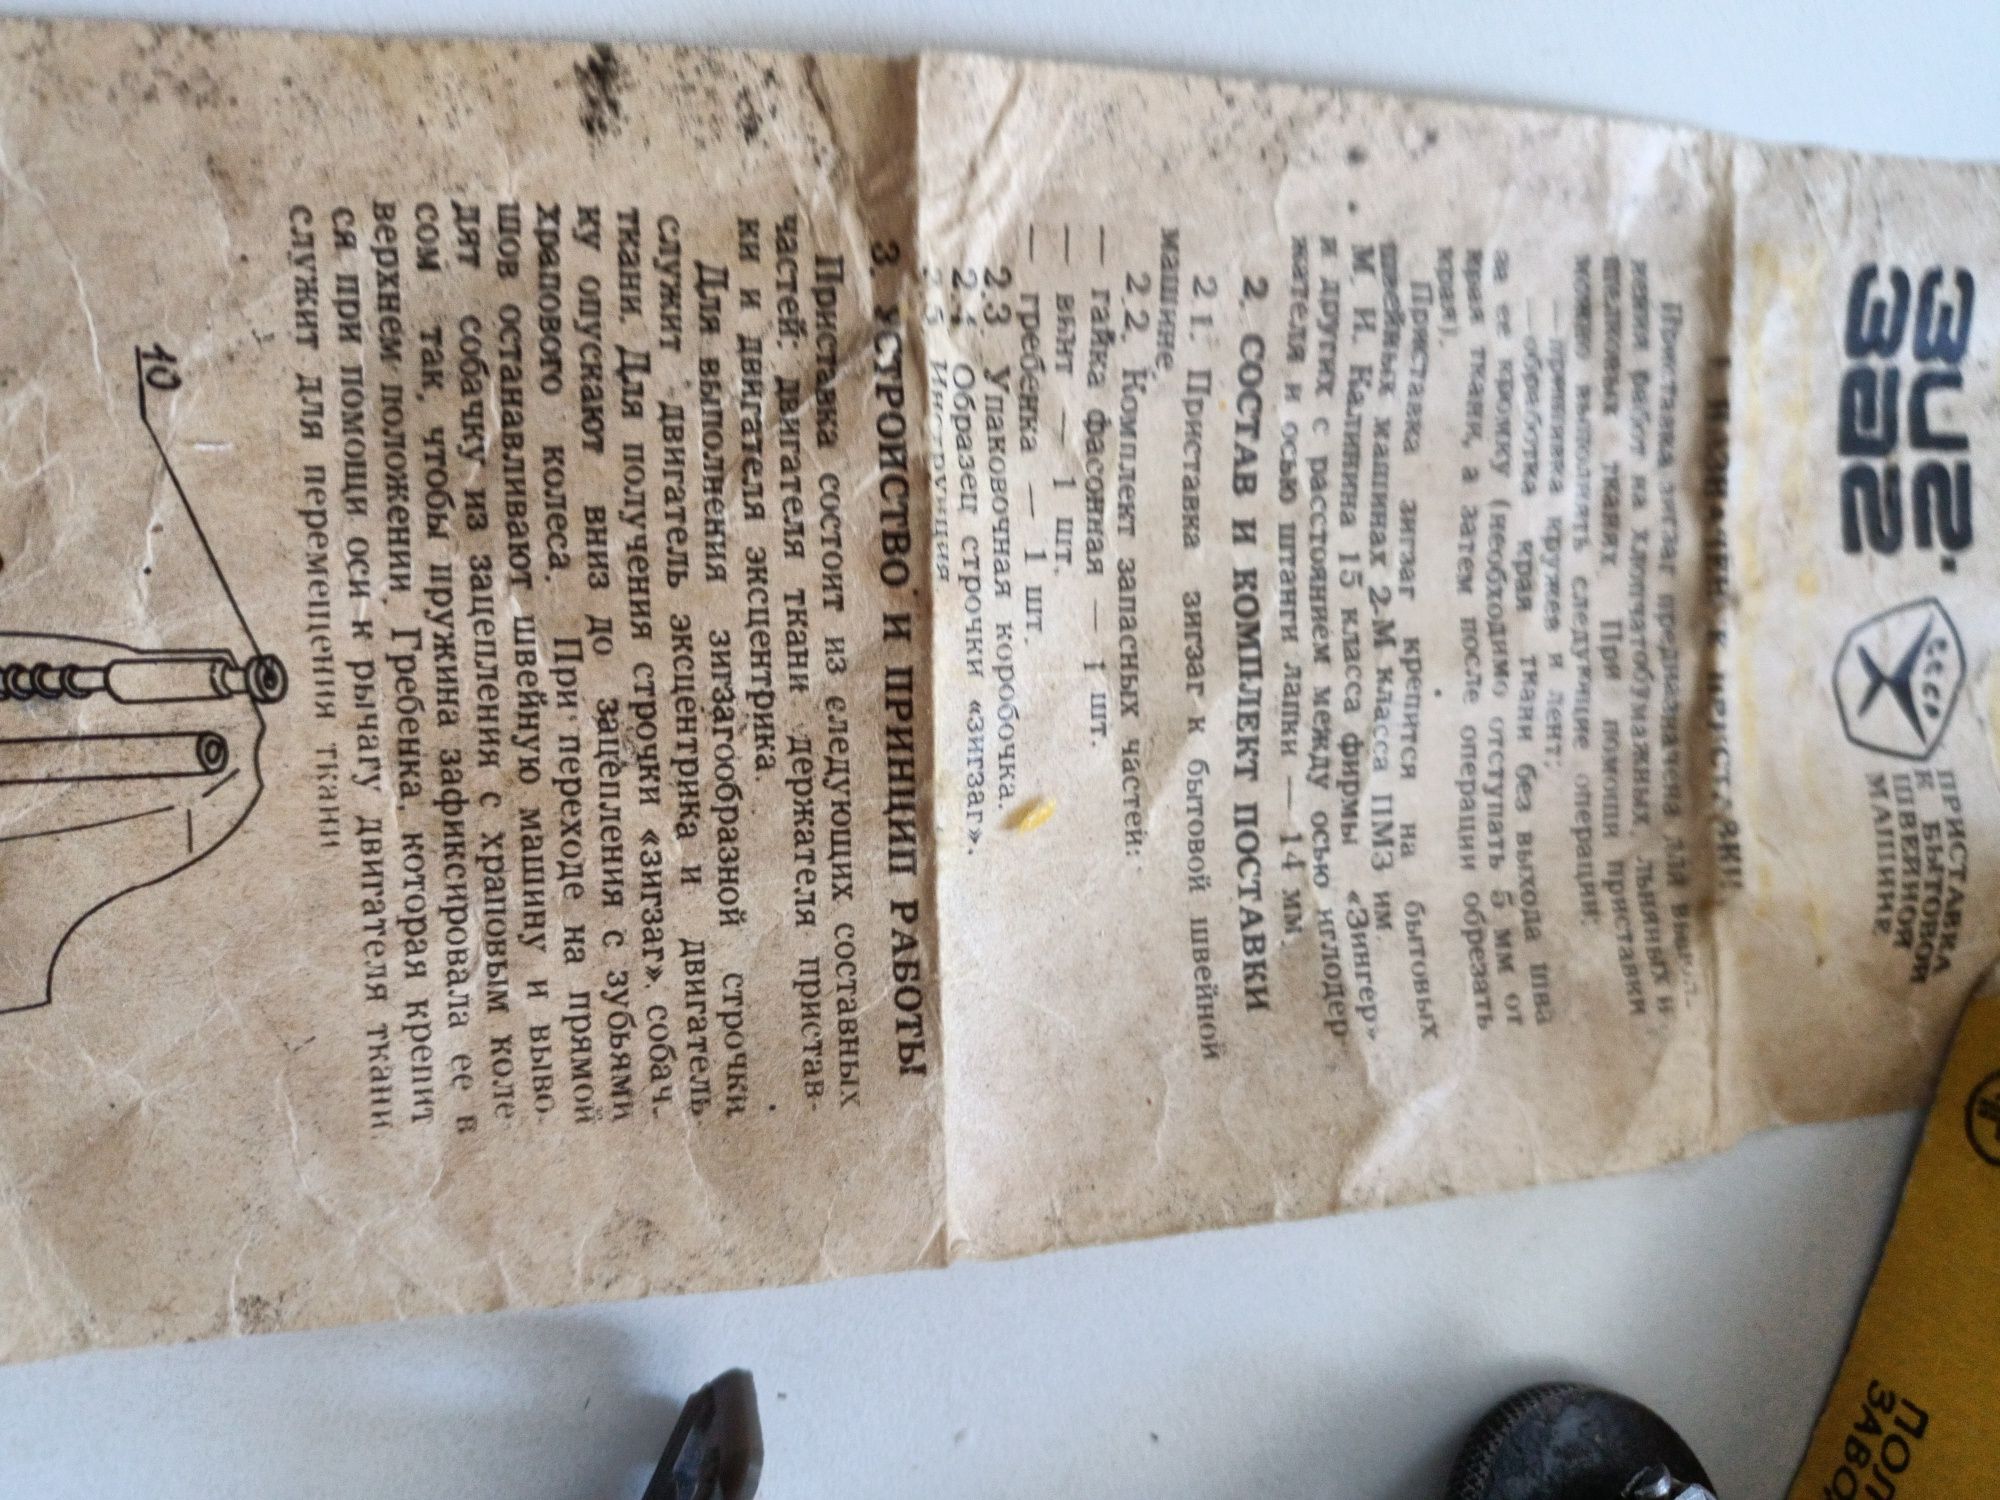 зиг-
заг
ПРИСТАВКА
К БЫТОВОЙ
ШВЕЙНОЙ
МАШИНЕ
Приставка зигзаг предназначена для
работ на хлопчатобумажных, льняных и
шелковых тканях. При помощи приставки
можно выполнять следующие операции:
—пришивка кружев и лент;
—обработка края ткани без выхода шва
за ее кромку (необходимо отступать 5 мм от
края ткани, а затем после операции обрезать
края).
Приставка зигзаг крепится на бытовых
швейных машинах 2-М класса ПМЗ им.
М. И. Калинина 15 класса фирмы «Зингер»
и других с расстоянием между осью иглодер-
жателя и осью штанги лапки — 14 мм.
2. СОСТАВ И КОМПЛЕКТ ПОСТАВКИ
2 1. Приставка зигзаг к бытовой швейной
машине.
2.2. Комплект запасных частей:
— гайка фасонная — 1 шт.
— винт — 1 шт.
— гребенка — 1 шт.
2.3 Упаковочная коробочка.
2.4 Образец строчки «зигзаг».
2.5 Инструкция
3. УСТРОЙСТВО И ПРИНЦИП РАБОТЫ
Приставка состоит из следующих составных
частей: двигателя ткани держателя пристав-
ки и двигателя эксцентрика.
Для выполнения зигзагообразной строчки
служит двигатель эксцентрика и двигатель
ткани. Для получения строчки «зигзаг» собач-
ку опускают вниз до зацепления с зубьями
храпового колеса. При переходе на прямой
шов останавливают швейную машину и выво-
дят собачку из зацепления с храповым коле
сом так, чтобы пружина зафиксировала ее в
верхнем положении. Гребенка, которая крепит
ся при помощи оси к рычагу двигателя ткани
служит для перемещения ткани
10